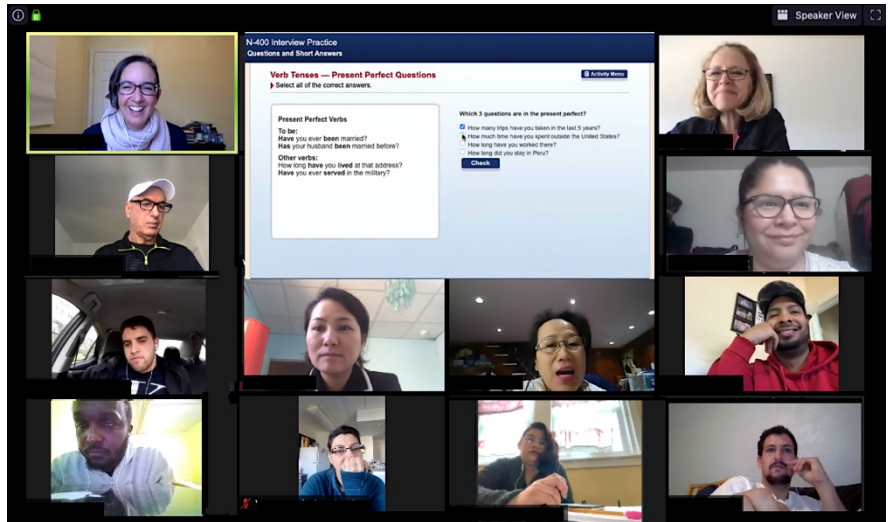 Speaker View
N-400 Interview Practice
Questions and Short Answers
Verb Tenses — Present Perfect Questions
Activity Menu
Select all of the correct answers.
Present Perfect Verbs
To be:
Have you ever been married?
Has your husband been married before?
Other verbs:
How long have you lived at that address?
Have you ever served in the military?
Which 3 questions are in the present perfect?
How many trips have you taken in the last 5 years?
How much time have you spent outside the United States?
How long have you worked there?
How long did you stay in Peru?
Check